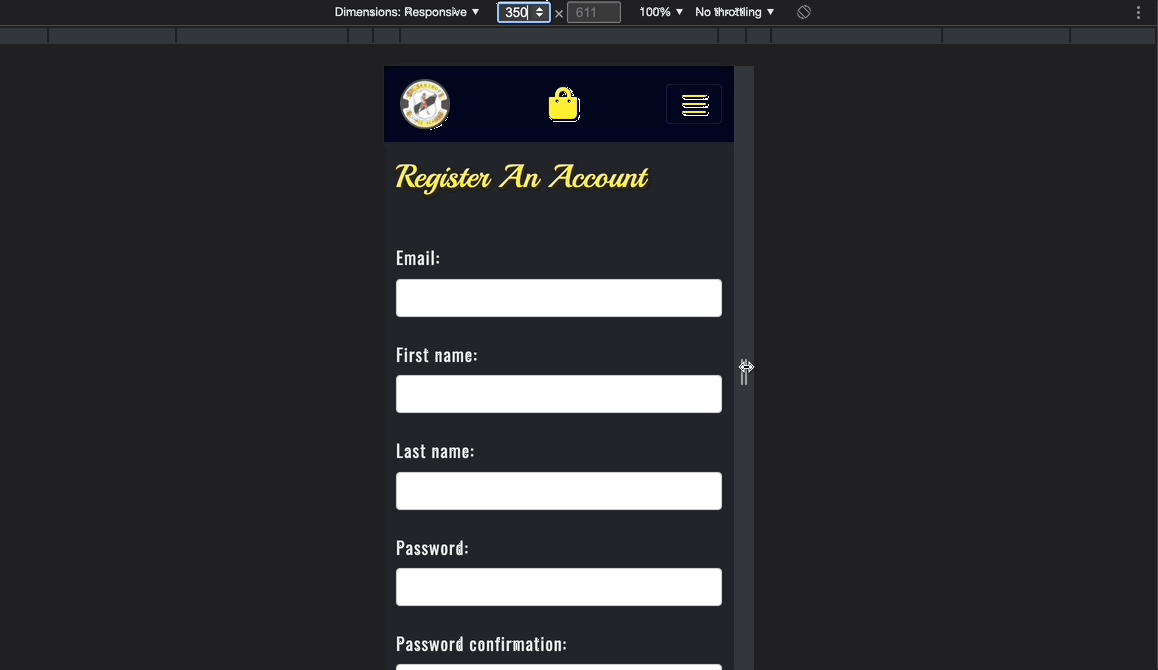 Dimensions: Responsive ▼ 350 × 611 100% ▼ No throttling ▼
Register An Account
Email:
First name:
Last name:
Password:
Password confirmation: